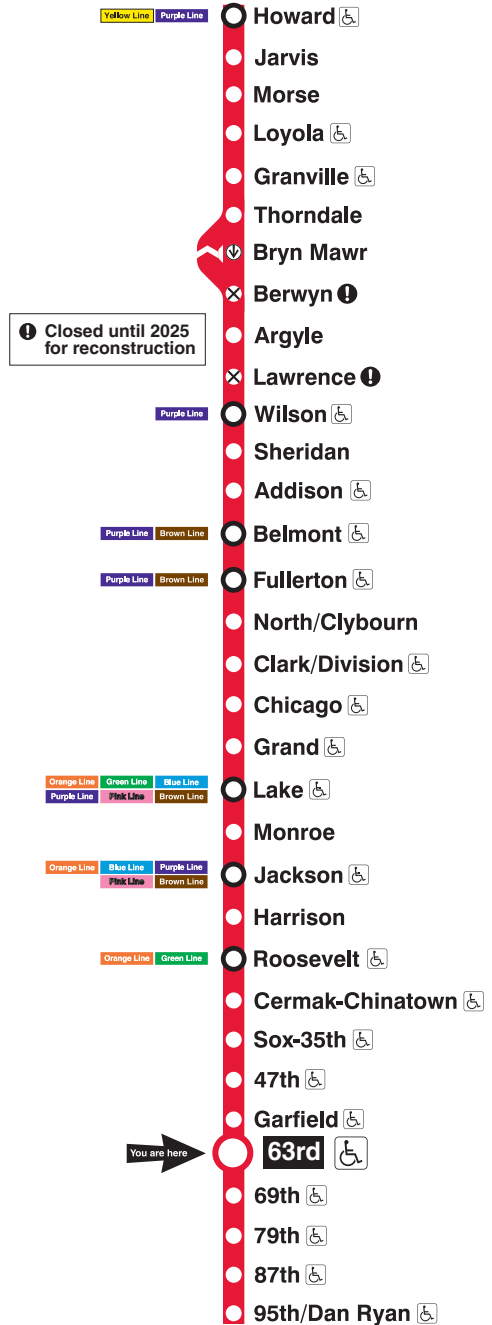 Yellow Line Purple Line Howard
Jarvis
Morse
Loyola
Granville
Thorndale
Bryn Mawr
Berwyn !
! Closed until 2025
for reconstruction
Argyle
Lawrence !
Purple Line Wilson
Sheridan
Addison
Purple Line Brown Line Belmont
Purple Line Brown Line Fullerton
North/Clybourn
Clark/Division
Chicago
Grand
Orange Line Green Line Blue Line
Purple Line Pink Line Brown Line
Lake
Monroe
Orange Line Blue Line Purple Line
Pink Line Brown Line
Jackson
Harrison
Orange Line Green Line Roosevelt
Cermak-Chinatown
Sox-35th
47th
Garfield
You are here 63rd
69th
79th
87th
95th/Dan Ryan